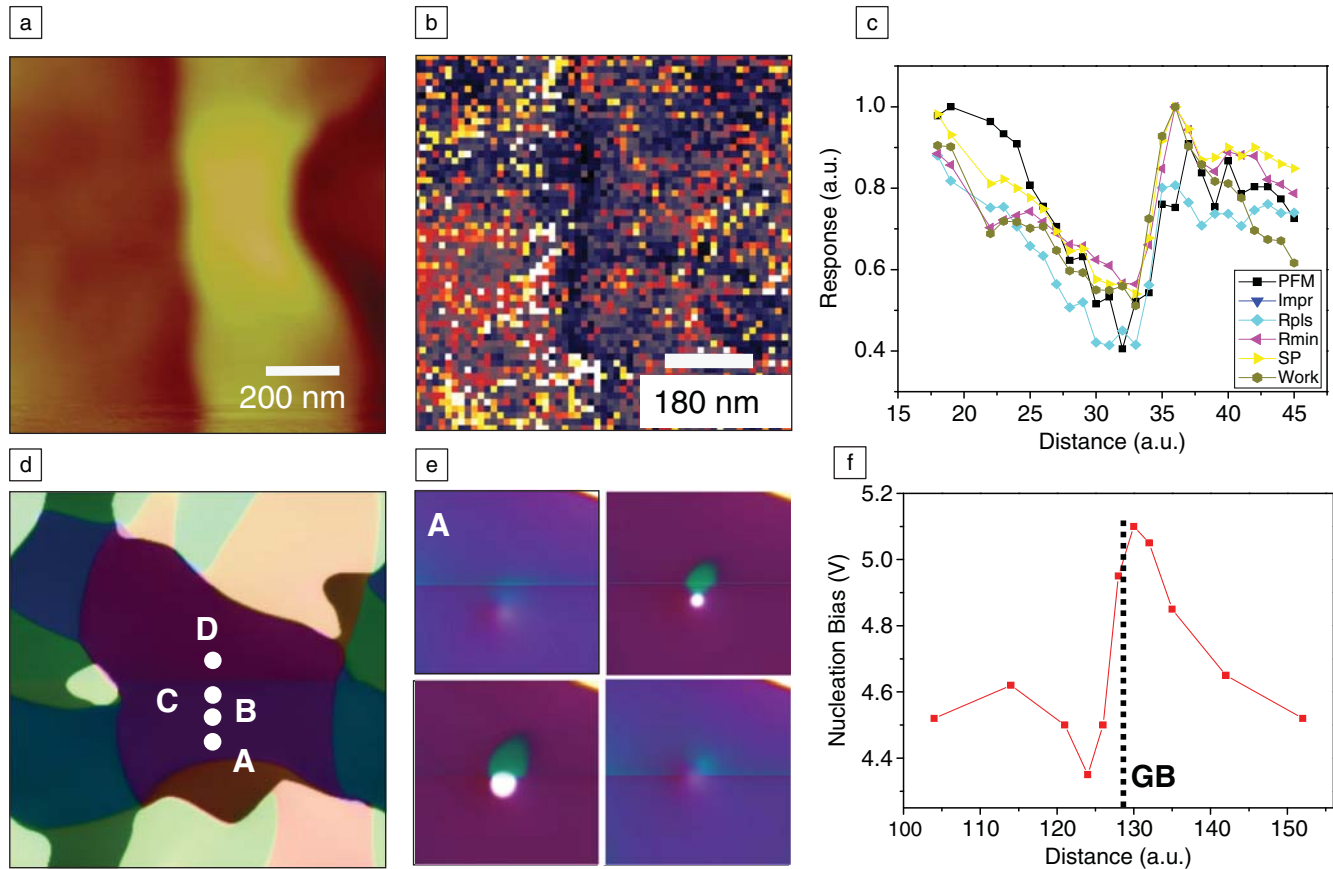 a
200 nm
b
180 nm
c
Response (a.u.)
1.0
0.8
0.6
0.4
15 20 25 30 35 40 45
Distance (a.u.)
PFM
Impr
Rpls
Rmin
SP
Work
d
D
C
B
A
e
A
f
Nucleation Bias (V)
5.2
5.0
4.8
4.6
4.4
GB
100 110 120 130 140 150
Distance (a.u.)